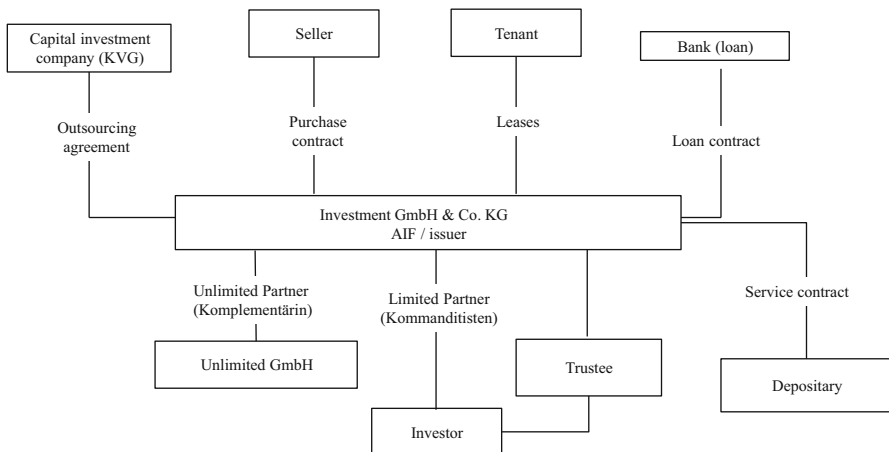 Capital investment
company (KVG)
Seller
Tenant
Bank (loan)
Outsourcing
agreement
Purchase
contract
Leases
Loan contract
Investment GmbH & Co. KG
AIF / issuer
Unlimited Partner
(Komplementärin)
Limited Partner
(Kommanditisten)
Service contract
Unlimited GmbH
Trustee
Depositary
Investor